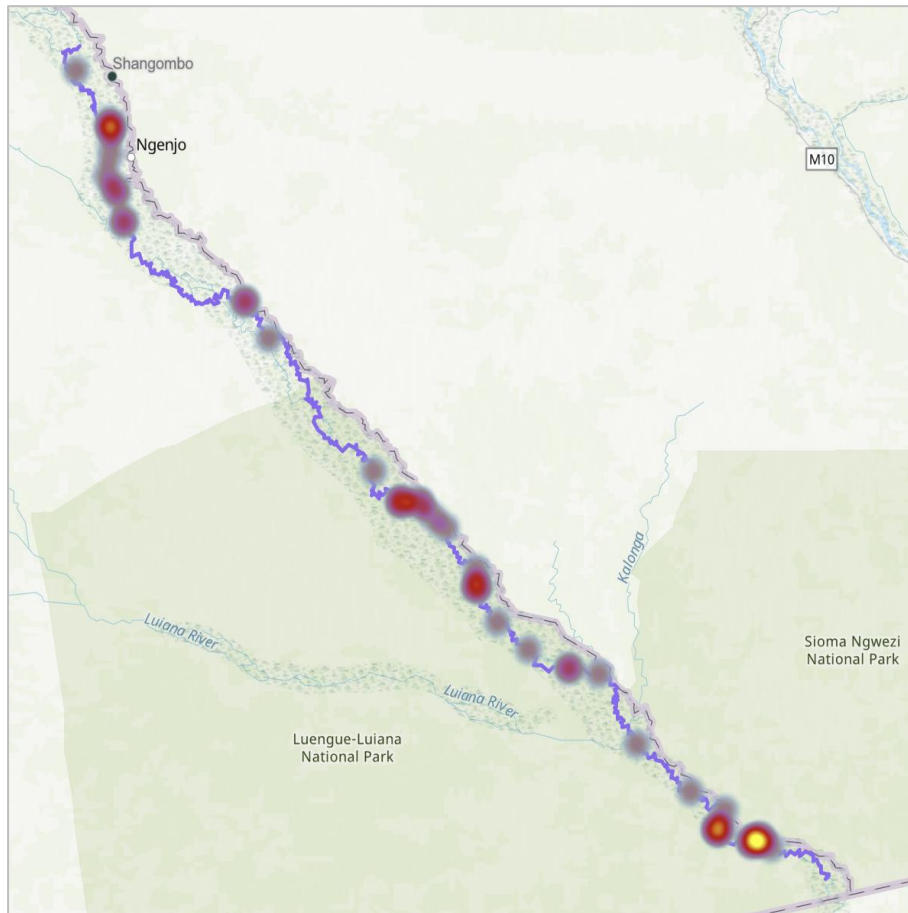 Shangombo
Ngenjo
M10
Kalonga
Luiana River
Sioma Ngwezi
National Park
Luiana River
Luengue-Luiana
National Park